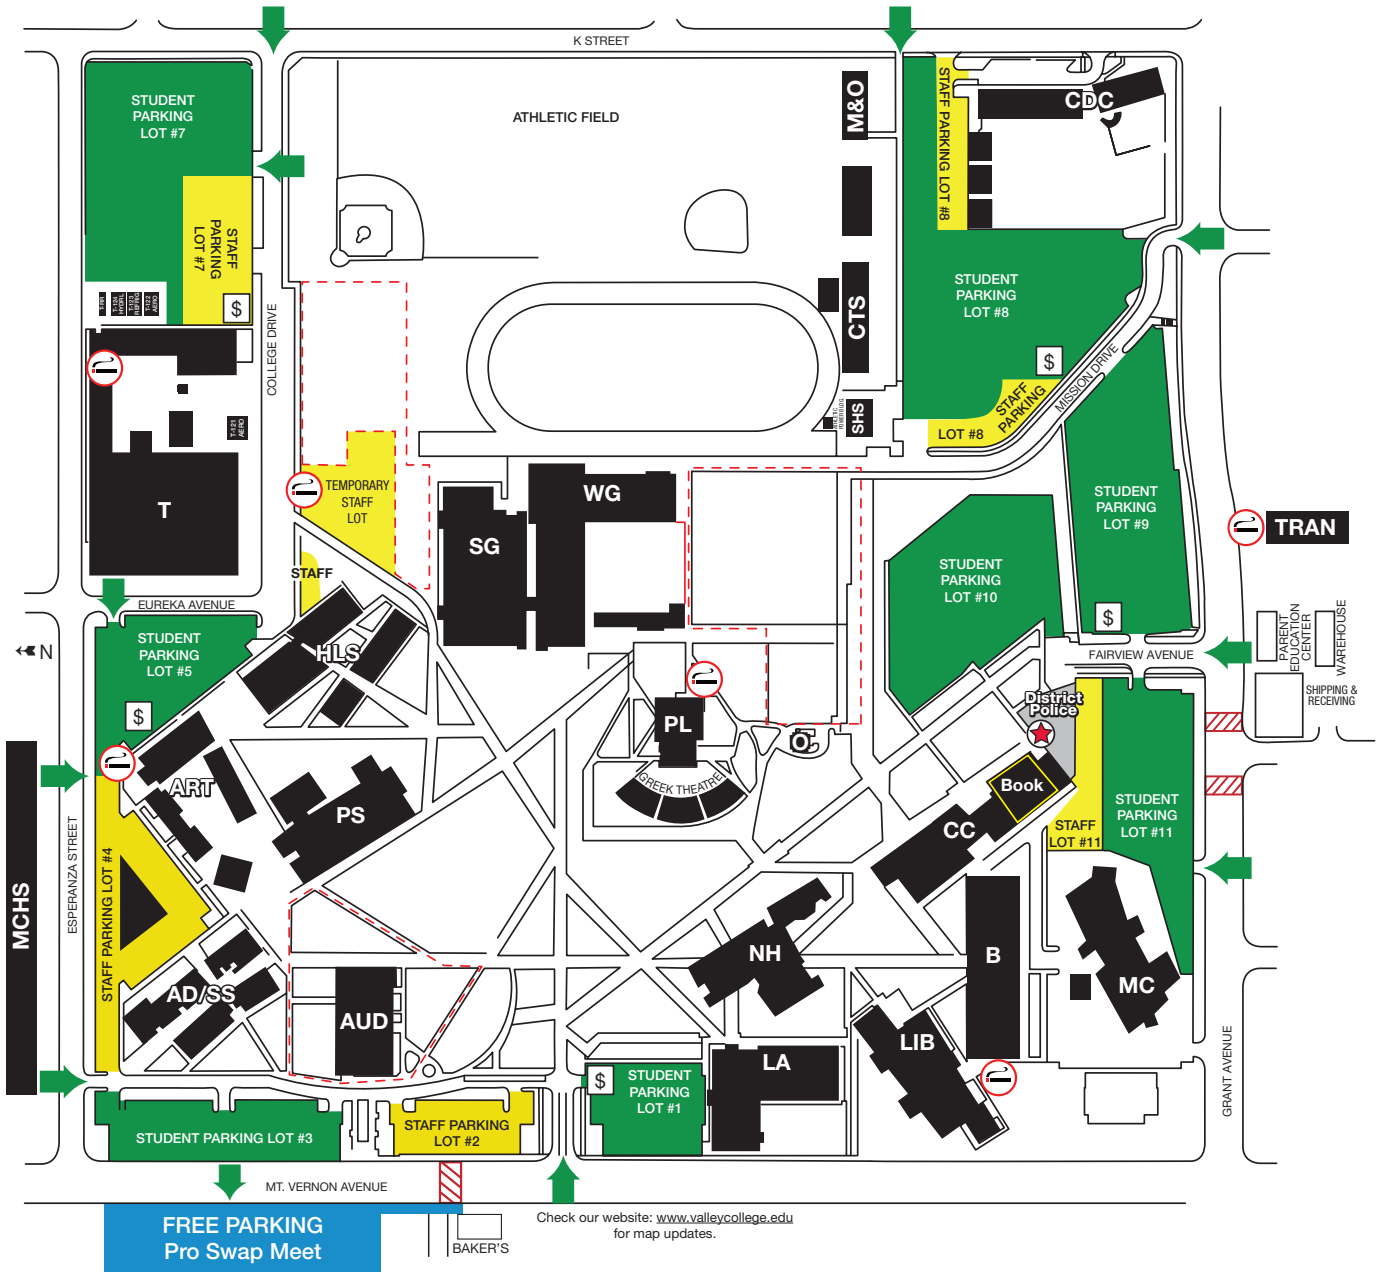 K STREET
STUDENT
PARKING
LOT #7
ATHLETIC FIELD
M&O
STAFF PARKING LOT #8
CDC
STAFF
PARKING
LOT #7
$
T-121
AERO
T-122
AERO
COLLEGE DRIVE
CTS
STUDENT
PARKING
LOT #8
$
MISSION DRIVE
STAFF
PARKING
LOT #8
SHS
T
TEMPORARY
STAFF
LOT
WG
SG
STUDENT
PARKING
LOT #9
TRAN
STUDENT
PARKING
LOT #10
STAFF
EUREKA AVENUE
$
N
STUDENT
PARKING
LOT #5
$
HLS
FAIRVIEW AVENUE
PARENT
EDUCATION
CENTER
WAREHOUSE
SHIPPING &
RECEIVING
District
Police
PL
GREEK THEATRE
Book
ART
PS
CC
STAFF
LOT #11
STUDENT
PARKING
LOT #11
MCHS
ESPERANZA STREET
STAFF PARKING LOT #4
AD/SS
AUD
NH
B
MC
LIB
LA
GRANT AVENUE
$
STUDENT
PARKING
LOT #1
STUDENT PARKING LOT #3
STAFF PARKING
LOT #2
MT. VERNON AVENUE
FREE PARKING
Pro Swap Meet
BAKER'S
Check our website: www.valleycollege.edu
for map updates.